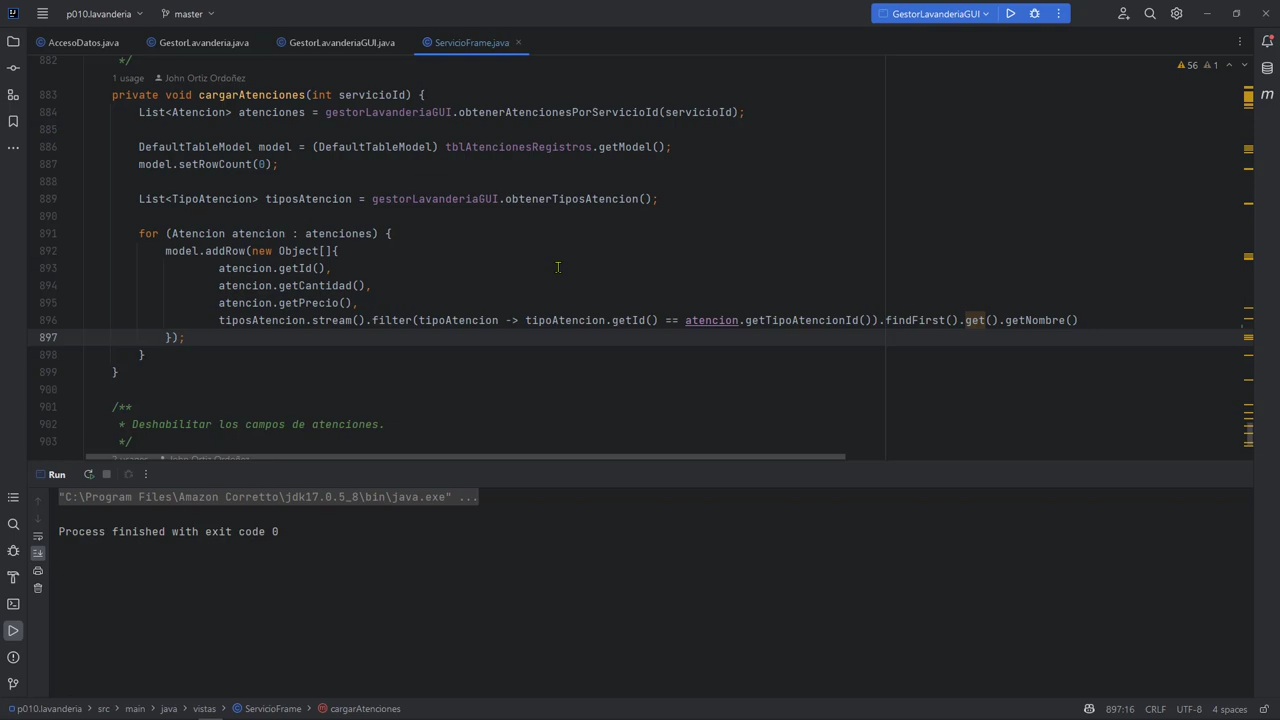 p010.lavanderia master GestorLavanderiaGUI
AccesoDatos.java GestorLavanderia.java GestorLavanderiaGUI.java ServicioFrame.java
56 1
882 */
1 usage John Ortiz Ordoñez
883 private void cargarAtenciones(int servicioId) {
884 List<Atencion> atenciones = gestorLavanderiaGUI.obtenerAtencionesPorServicioId(servicioId);
885
886 DefaultTableModel model = (DefaultTableModel) tblAtencionesRegistros.getModel();
887 model.setRowCount(0);
888
889 List<TipoAtencion> tiposAtencion = gestorLavanderiaGUI.obtenerTiposAtencion();
890
891 for (Atencion atencion : atenciones) {
892 model.addRow(new Object[]{
893 atencion.getId(),
894 atencion.getCantidad(),
895 atencion.getPrecio(),
896 tiposAtencion.stream().filter(tipoAtencion -> tipoAtencion.getId() == atencion.getTipoAtencionId()).findFirst().get().getNombre()
897 });
898 }
899 }
900
901 /**
902 * Deshabilitar los campos de atenciones.
903 */
2 usages John Ortiz Ordoñez
Run
"C:\Program Files\Amazon Corretto\jdk17.0.5_8\bin\java.exe" ...
Process finished with exit code 0
p010.lavanderia > src > main > java > vistas > ServicioFrame > cargarAtenciones 897:16 CRLF UTF-8 4 spaces